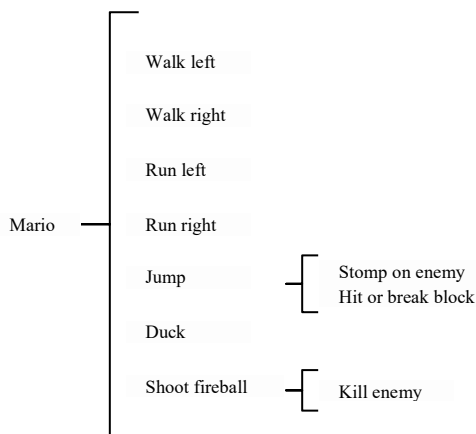 Walk left
Walk right
Run left
Mario
Run right
Jump
Stomp on enemy
Hit or break block
Duck
Shoot fireball
Kill enemy